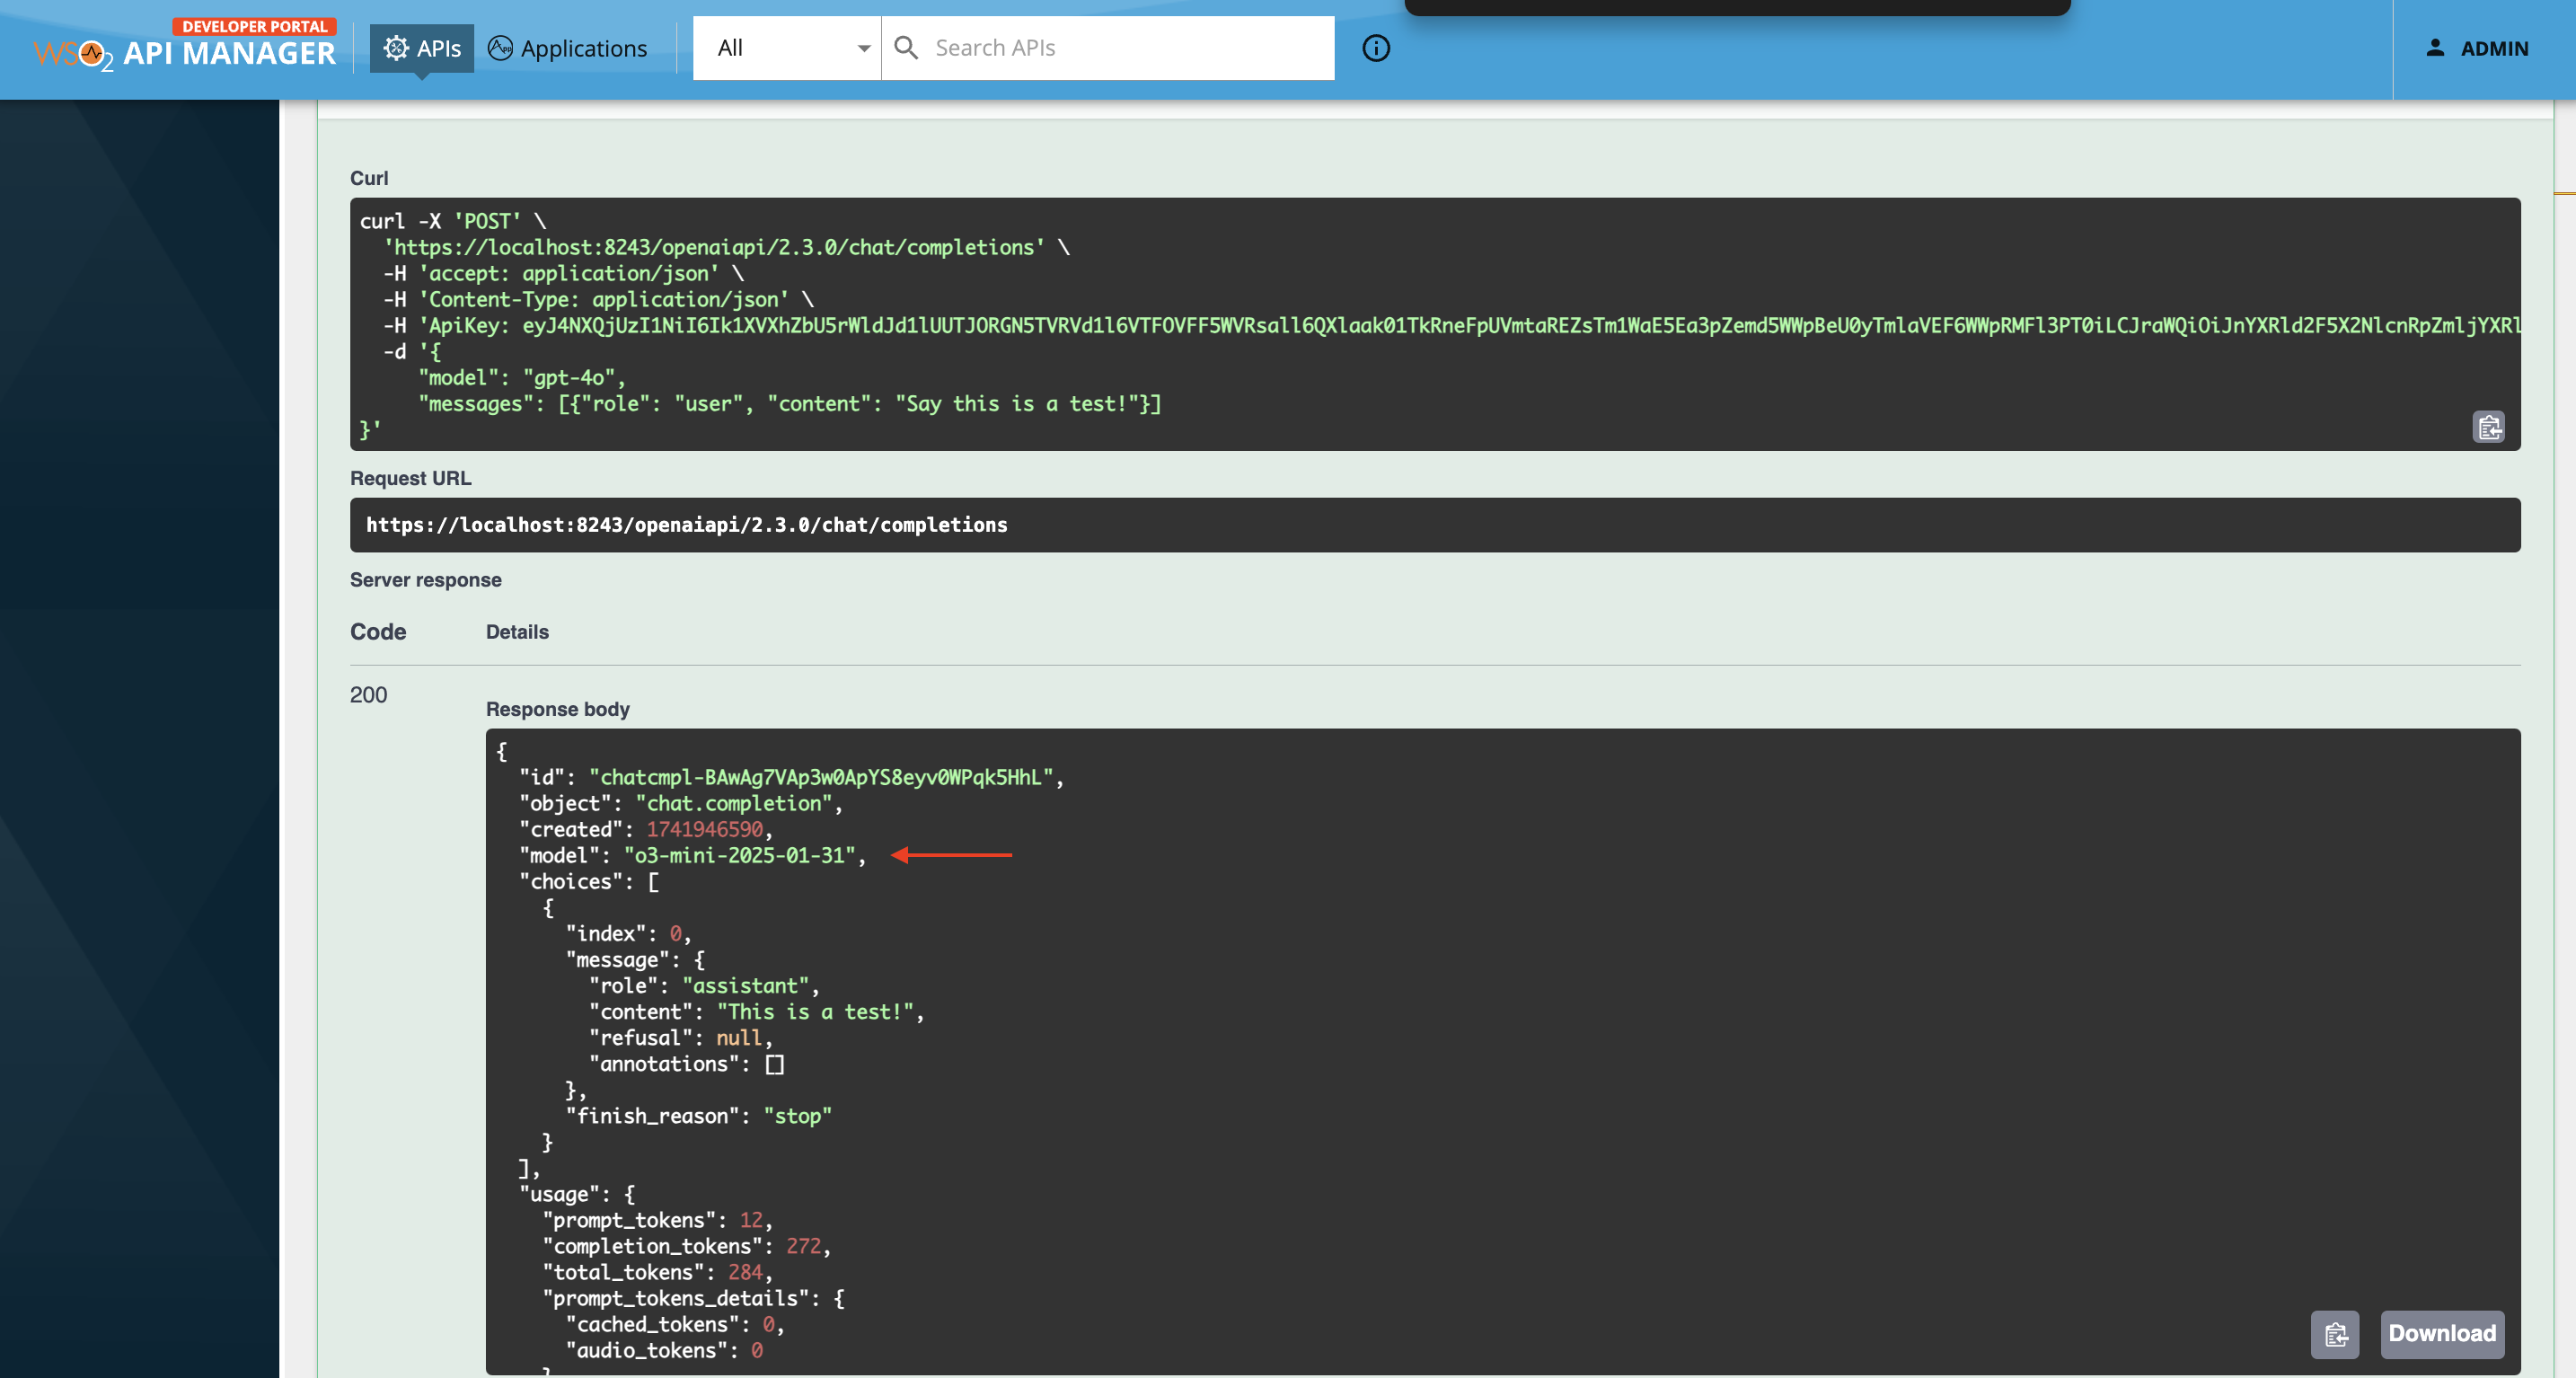 DEVELOPER PORTAL
WSO2 API MANAGER
APIs
Applications
All
Search APIs
ADMIN
Curl
curl -X 'POST' \
'https://localhost:8243/openaiapi/2.3.0/chat/completions' \
-H 'accept: application/json' \
-H 'Content-Type: application/json' \
-H 'ApiKey:
-d '{
"model": "gpt-4o",
"messages": [{"role": "user", "content": "Say this is a test!"}]
}'
Request URL
https://localhost:8243/openaiapi/2.3.0/chat/completions
Server response
Code Details
200
Response body
{
"id": "chatcmpl-BAwAg7VAp3w0ApYS8eyv0WPqk5HhL",
"object": "chat.completion",
"created": 1741946590,
"model": "o3-mini-2025-01-31",
"choices": [
{
"index": 0,
"message": {
"role": "assistant",
"content": "This is a test!",
"refusal": null,
"annotations": []
},
"finish_reason": "stop"
}
],
"usage": {
"prompt_tokens": 12,
"completion_tokens": 272,
"total_tokens": 284,
"prompt_tokens_details": {
"cached_tokens": 0,
"audio_tokens": 0
}
Download